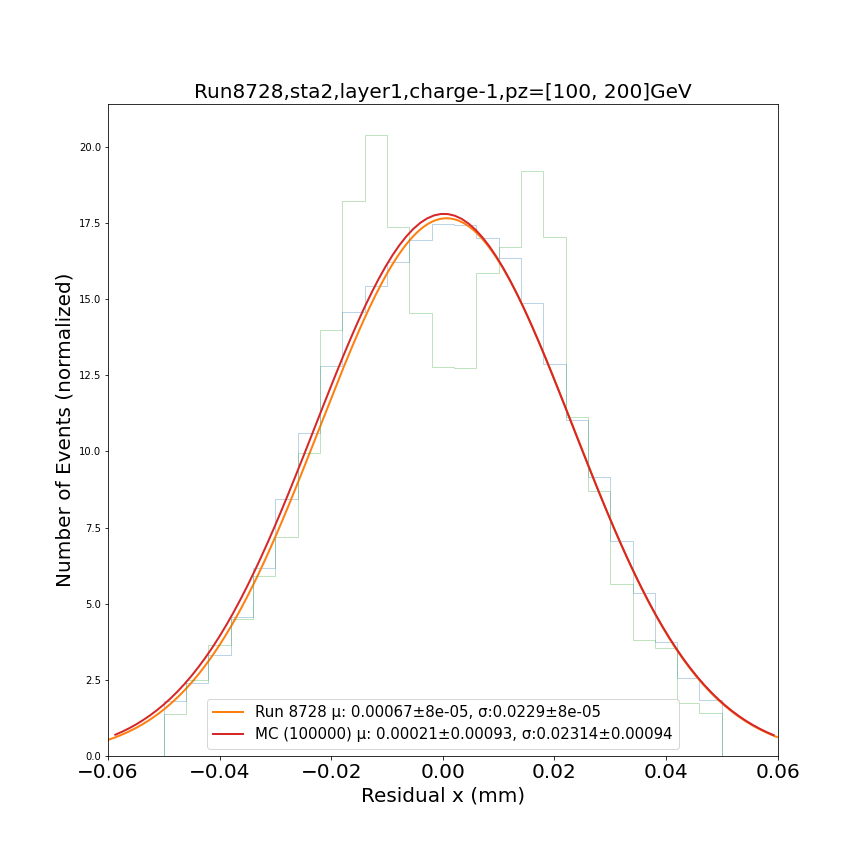 Run8728,sta2,layer1,charge-1,pz=[100, 200]GeV
Number of Events (normalized)
20.0
17.5
15.0
12.5
10.0
7.5
5.0
2.5
0.0
Run 8728 μ: 0.00067±8e-05, σ:0.0229±8e-05
MC (100000) μ: 0.00021±0.00093, σ:0.02314±0.00094
−0.06 −0.04 −0.02 0.00 0.02 0.04 0.06
Residual x (mm)